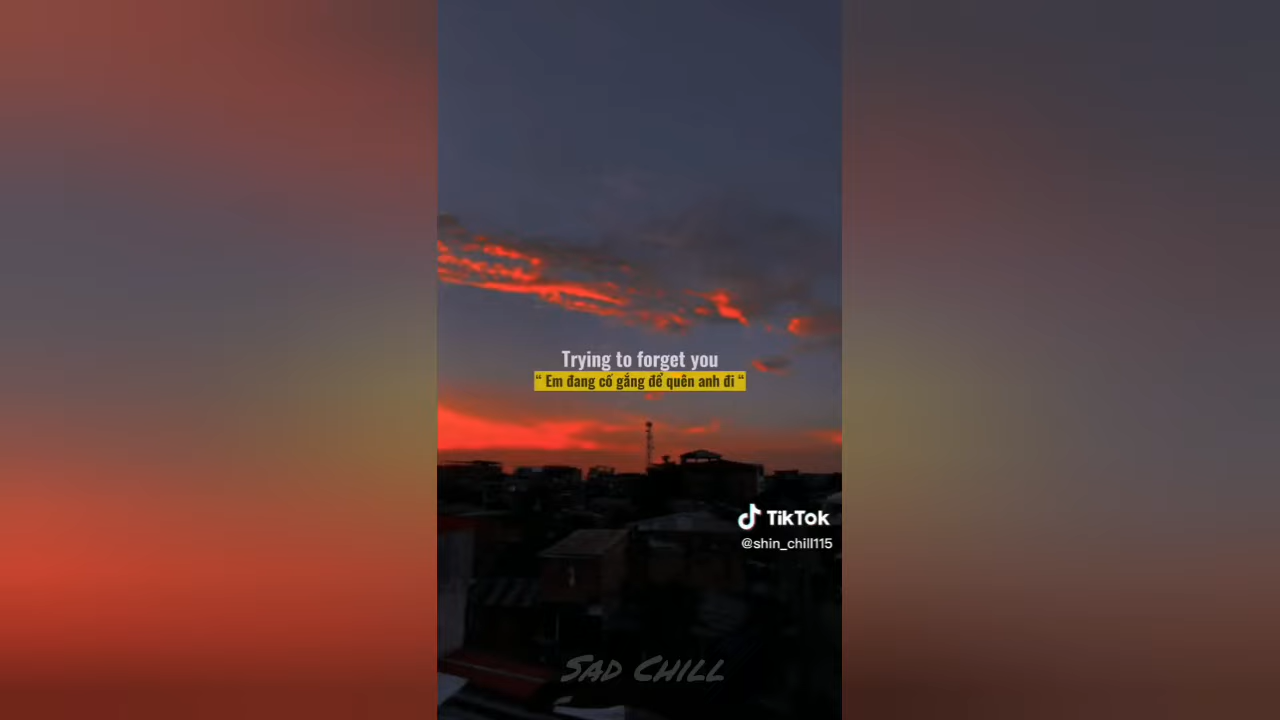 Trying to forget you
“ Em đang cố gắng để quên anh đi “
TikTok
@shin_chill115
SAD CHILL